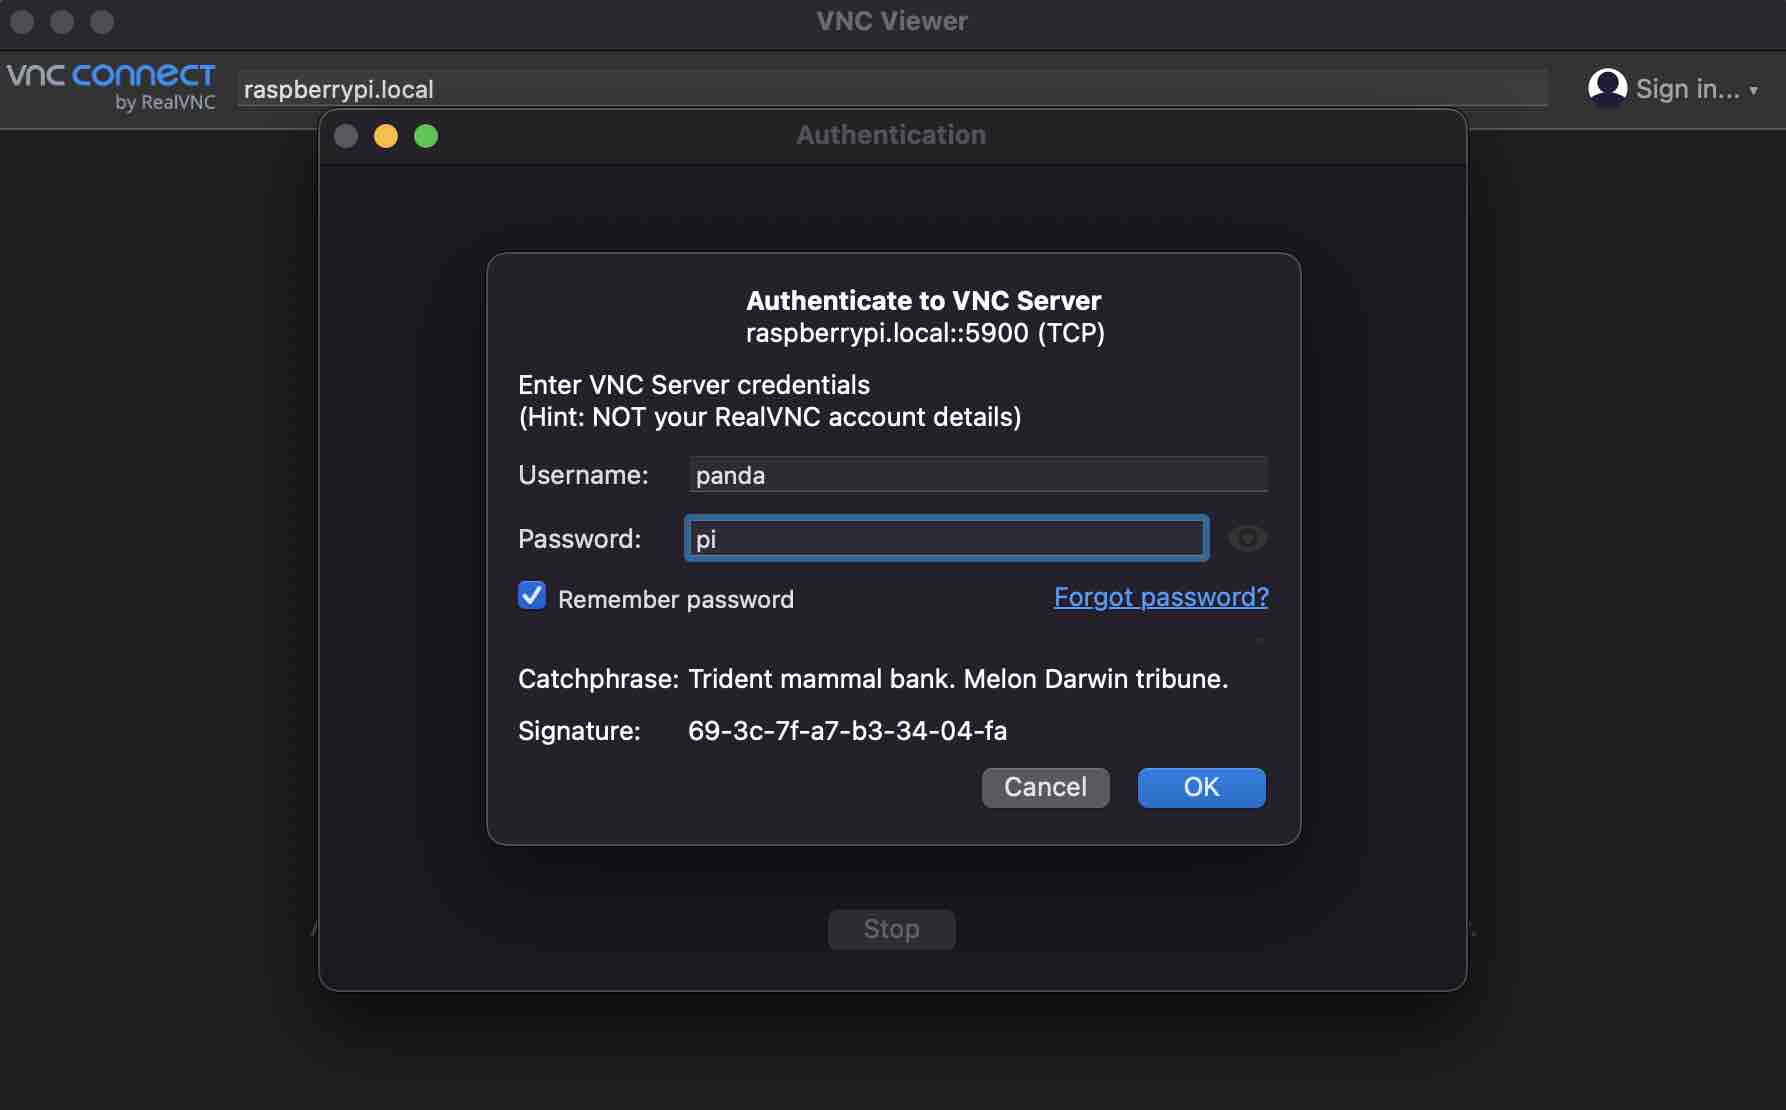 VNC Viewer
vnc connect
by RealVNC
raspberrypi.local
Sign in...
Authentication
Authenticate to VNC Server
raspberrypi.local::5900 (TCP)
Enter VNC Server credentials
(Hint: NOT your RealVNC account details)
Username: panda
Password: pi
Remember password Forgot password?
Catchphrase: Trident mammal bank. Melon Darwin tribune.
Signature: 69-3c-7f-a7-b3-34-04-fa
Cancel OK
Stop